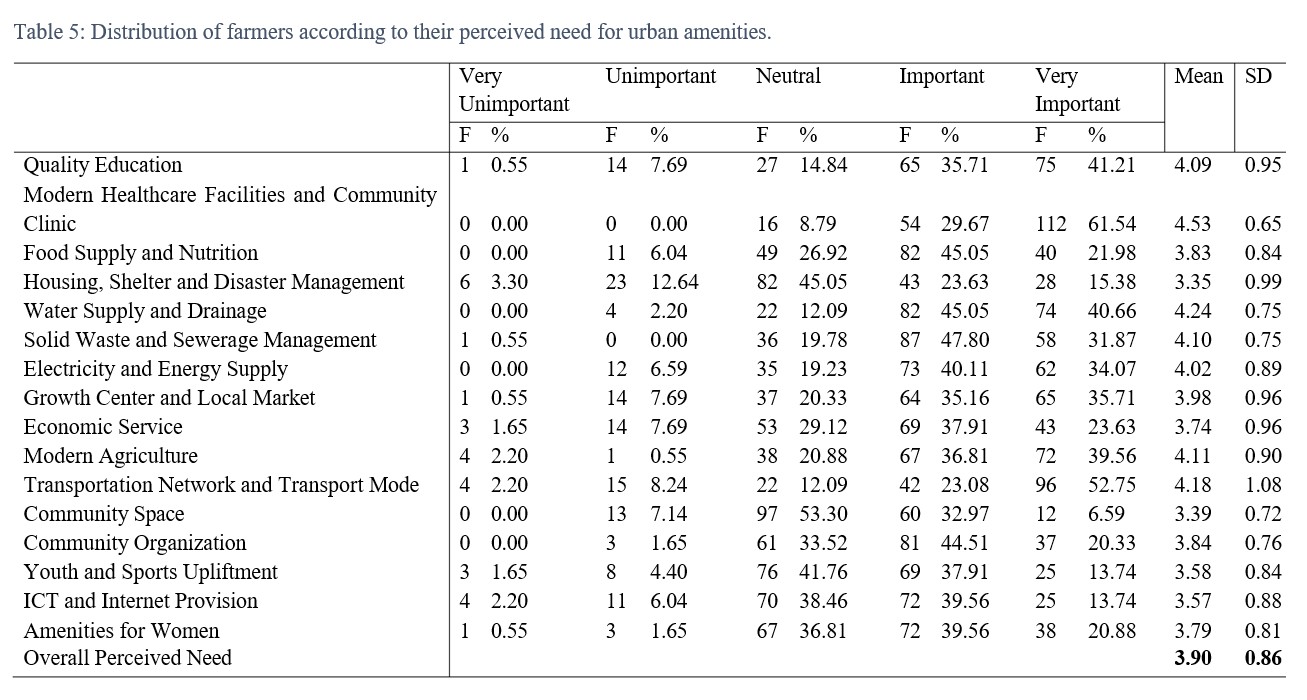 Table 5: Distribution of farmers according to their perceived need for urban amenities.
Very Unimportant Neutral Important Very Mean SD
Unimportant Important
F % F % F % F % F %
Quality Education 1 0.55 14 7.69 27 14.84 65 35.71 75 41.21 4.09 0.95
Modern Healthcare Facilities and Community
Clinic 0 0.00 0 0.00 16 8.79 54 29.67 112 61.54 4.53 0.65
Food Supply and Nutrition 0 0.00 11 6.04 49 26.92 82 45.05 40 21.98 3.83 0.84
Housing, Shelter and Disaster Management 6 3.30 23 12.64 82 45.05 43 23.63 28 15.38 3.35 0.99
Water Supply and Drainage 0 0.00 4 2.20 22 12.09 82 45.05 74 40.66 4.24 0.75
Solid Waste and Sewerage Management 1 0.55 0 0.00 36 19.78 87 47.80 58 31.87 4.10 0.75
Electricity and Energy Supply 0 0.00 12 6.59 35 19.23 73 40.11 62 34.07 4.02 0.89
Growth Center and Local Market 1 0.55 14 7.69 37 20.33 64 35.16 65 35.71 3.98 0.96
Economic Service 3 1.65 14 7.69 53 29.12 69 37.91 43 23.63 3.74 0.96
Modern Agriculture 4 2.20 1 0.55 38 20.88 67 36.81 72 39.56 4.11 0.90
Transportation Network and Transport Mode 4 2.20 15 8.24 22 12.09 42 23.08 96 52.75 4.18 1.08
Community Space 0 0.00 13 7.14 97 53.30 60 32.97 12 6.59 3.39 0.72
Community Organization 0 0.00 3 1.65 61 33.52 81 44.51 37 20.33 3.84 0.76
Youth and Sports Upliftment 3 1.65 8 4.40 76 41.76 69 37.91 25 13.74 3.58 0.84
ICT and Internet Provision 4 2.20 11 6.04 70 38.46 72 39.56 25 13.74 3.57 0.88
Amenities for Women 1 0.55 3 1.65 67 36.81 72 39.56 38 20.88 3.79 0.81
Overall Perceived Need 3.90 0.86